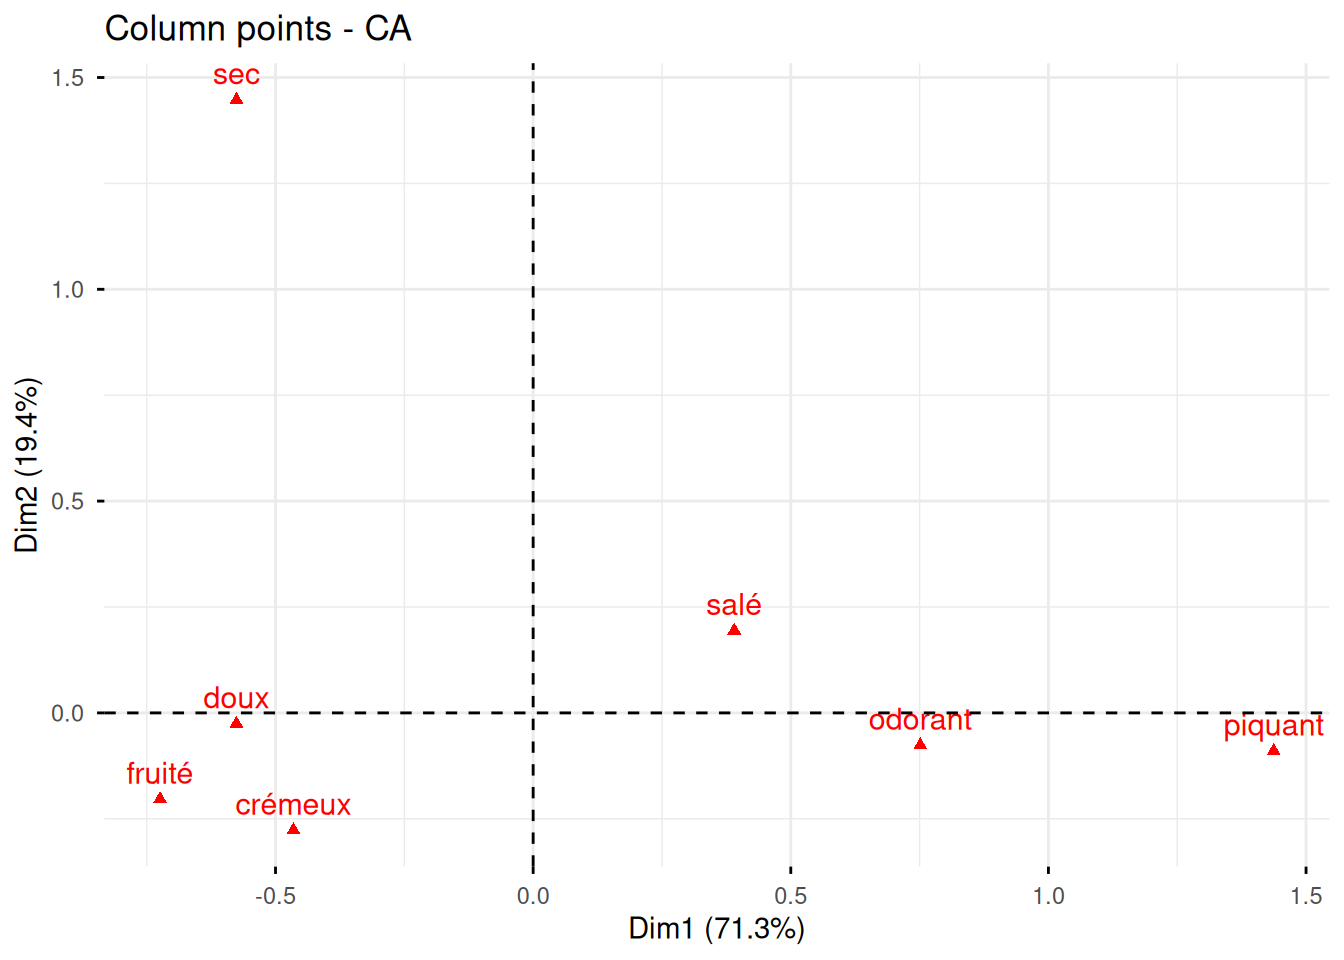 Column points - CA
1.5
sec
1.0
Dim2 (19.4%)
0.5
salé
doux
0.0
odorant
piquant
fruité
crémeux
-0.5
0.0
0.5
1.0
1.5
Dim1 (71.3%)